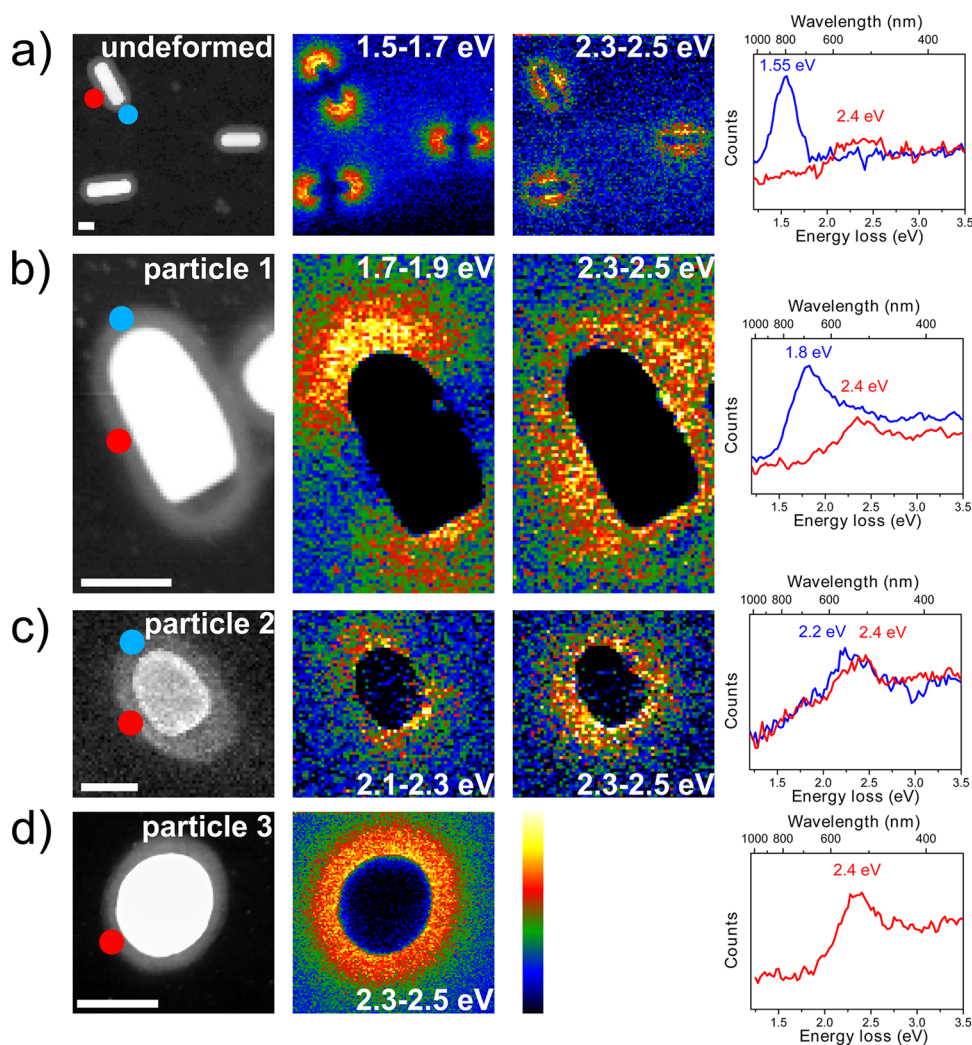 a)
undeformed
1.5-1.7 eV
2.3-2.5 eV
Wavelength (nm)
1000 800 600 400
1.55 eV
2.4 eV
Counts
1.5 2.0 2.5 3.0 3.5
Energy loss (eV)
b)
particle 1
1.7-1.9 eV
2.3-2.5 eV
Wavelength (nm)
1000 800 600 400
1.8 eV
2.4 eV
Counts
1.5 2.0 2.5 3.0 3.5
Energy loss (eV)
c)
particle 2
2.1-2.3 eV
2.3-2.5 eV
Wavelength (nm)
1000 800 600 400
2.2 eV 2.4 eV
Counts
1.5 2.0 2.5 3.0 3.5
Energy loss (eV)
d)
particle 3
2.3-2.5 eV
Wavelength (nm)
1000 800 600 400
2.4 eV
Counts
1.5 2.0 2.5 3.0 3.5
Energy loss (eV)